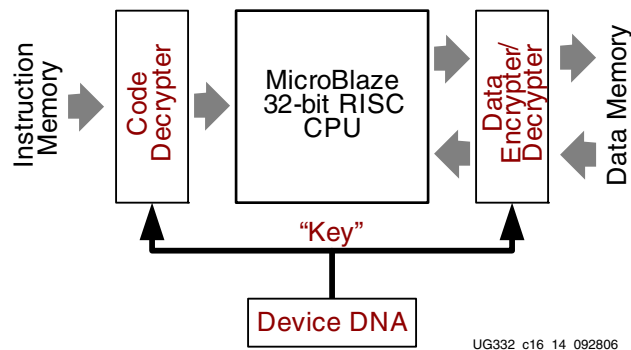 Instruction
Memory
Code
Decrypter
MicroBlaze
32-bit RISC
CPU
Data
Encrypter/
Decrypter
Data Memory
“Key”
Device DNA
UG332_c16_14_092806